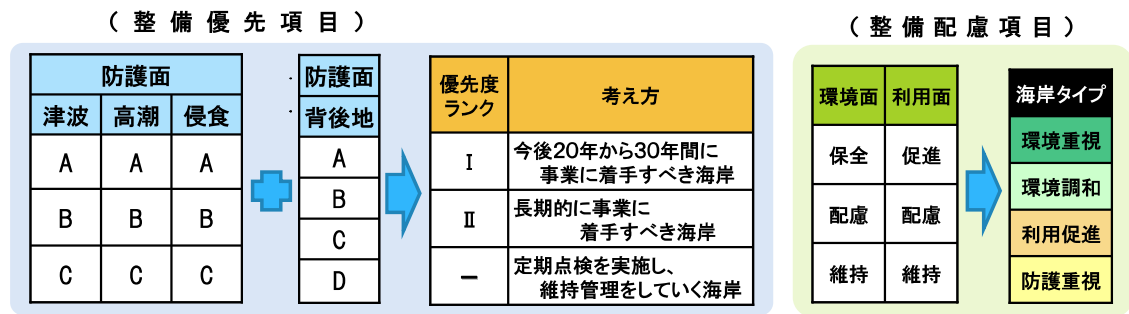 （整備優先項目）
防護面
津波 高潮 侵食
A A A
B B B
C C C
防護面
背後地
A
B
C
D
優先度
ランク
考え方
Ⅰ
今後20年から30年間に
事業に着手すべき海岸
Ⅱ
長期的に事業に
着手すべき海岸
－
定期点検を実施し、
維持管理をしていく海岸
（整備配慮項目）
環境面 利用面
保全 促進
配慮 配慮
維持 維持
海岸タイプ
環境重視
環境調和
利用促進
防護重視